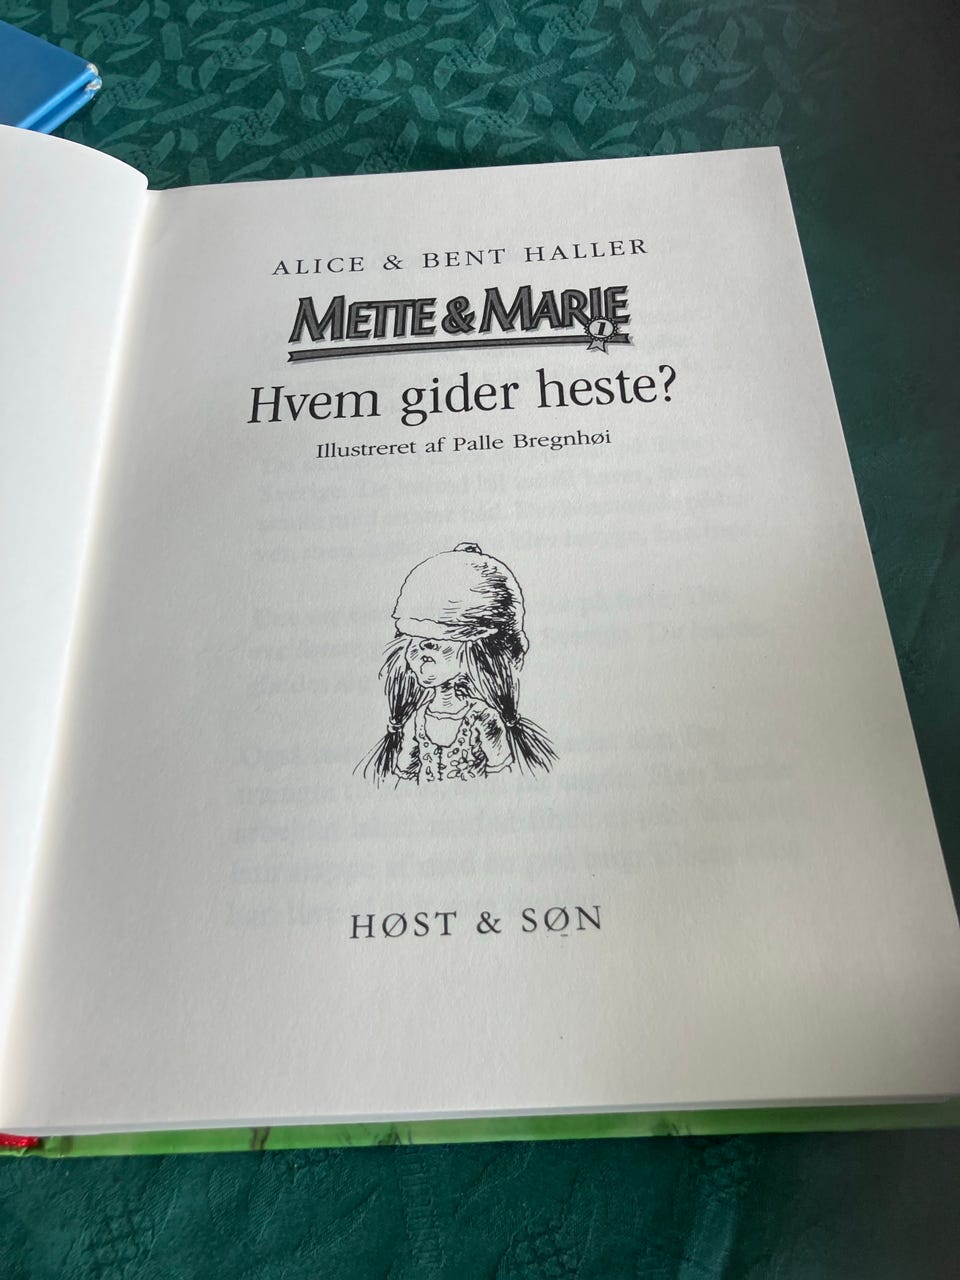 ALICE & BENT HALLER
METTE & MARIE
1
Hvem gider heste?
Illustreret af Palle Bregnhøi
HØST & SØN